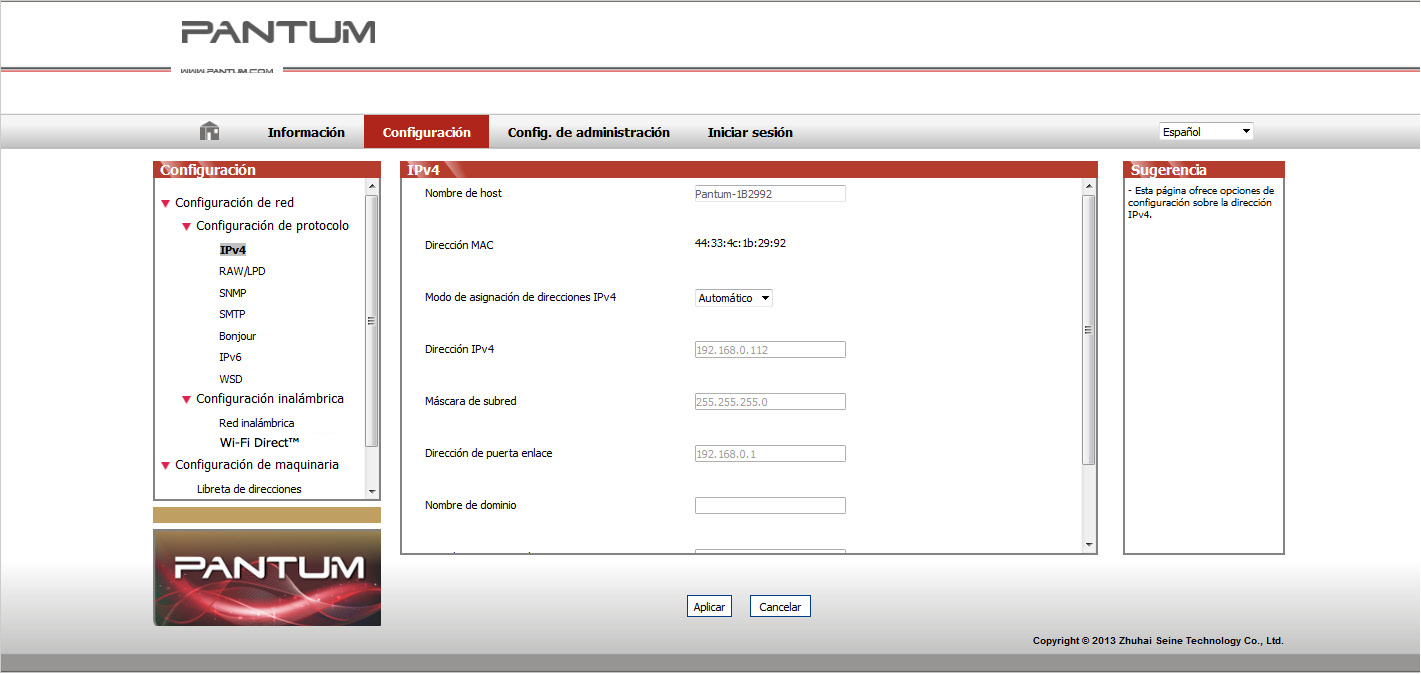 PANTUM
WWW.PANTUM.COM
Información
Configuración
Config. de administración
Iniciar sesión
Español
Configuración
Configuración de red
Configuración de protocolo
IPv4
RAW/LPD
SNMP
SMTP
Bonjour
IPv6
WSD
Configuración inalámbrica
Red inalámbrica
Wi-Fi Direct™
Configuración de maquinaria
Libreta de direcciones
PANTUM
IPv4
Nombre de host Pantum-1B2992
Dirección MAC 44:33:4c:1b:29:92
Modo de asignación de direcciones IPv4 Automático
Dirección IPv4 192.168.0.112
Máscara de subred 255.255.255.0
Dirección de puerta enlace 192.168.0.1
Nombre de dominio
Aplicar Cancelar
Sugerencia
- Esta página ofrece opciones de
configuración sobre la dirección
IPv4.
Copyright © 2013 Zhuhai Seine Technology Co., Ltd.